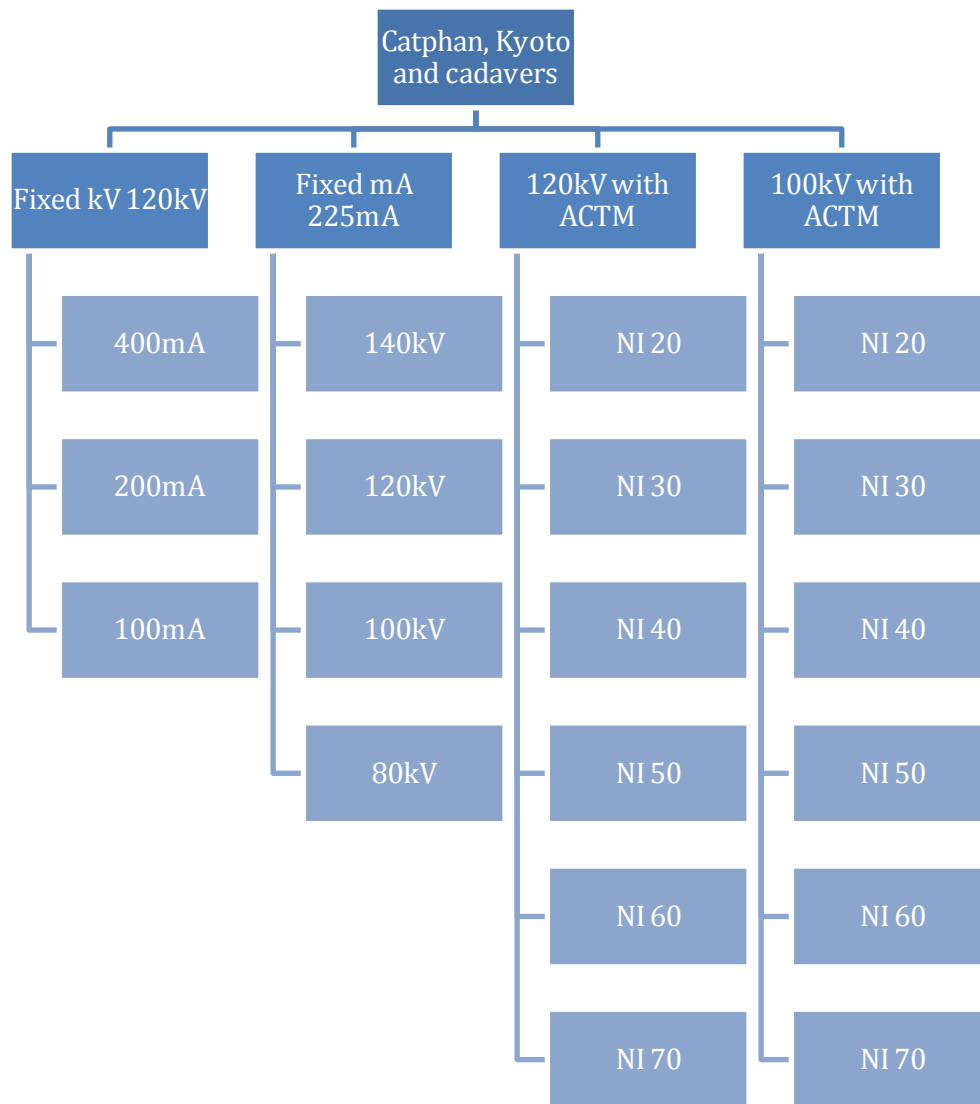 Catphan, Kyoto
and cadavers
Fixed kV 120kV
400mA
200mA
100mA
Fixed mA
225mA
140kV
120kV
100kV
80kV
120kV with
ACTM
NI 20
NI 30
NI 40
NI 50
NI 60
NI 70
100kV with
ACTM
NI 20
NI 30
NI 40
NI 50
NI 60
NI 70